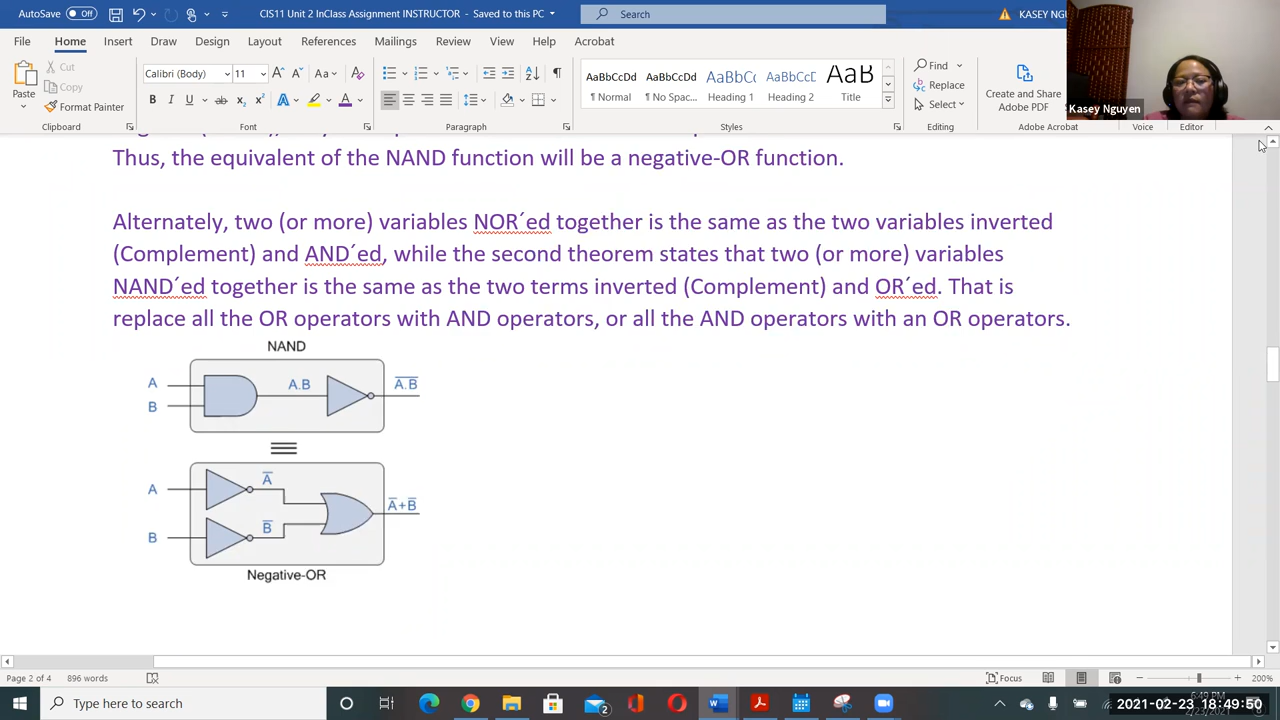 AutoSave Off CIS11 Unit 2 InClass Assignment INSTRUCTOR - Saved to this PC Search KASEY NGU
File Home Insert Draw Design Layout References Mailings Review View Help Acrobat
Paste Cut Copy Format Painter
Calibri (Body) 11
AaBbCcDd AaBbCcDd AaBbCc AaBbCcD AaB
¶ Normal ¶ No Spac... Heading 1 Heading 2 Title
Find Replace Select
Create and Share Adobe PDF
Kasey Nguyen
Clipboard Font Paragraph Styles Editing Adobe Acrobat Voice Editor
Thus, the equivalent of the NAND function will be a negative-OR function.
Alternately, two (or more) variables NOR´ed together is the same as the two variables inverted
(Complement) and AND´ed, while the second theorem states that two (or more) variables
NAND´ed together is the same as the two terms inverted (Complement) and OR´ed. That is
replace all the OR operators with AND operators, or all the AND operators with an OR operators.
NAND
A A.B A̅.̅B̅
B
A A̅
A̅+B̅
B B̅
Negative-OR
Page 2 of 4 896 words Focus 200%
Type here to search 2
6:49 PM
2021-02-23 18:49:50